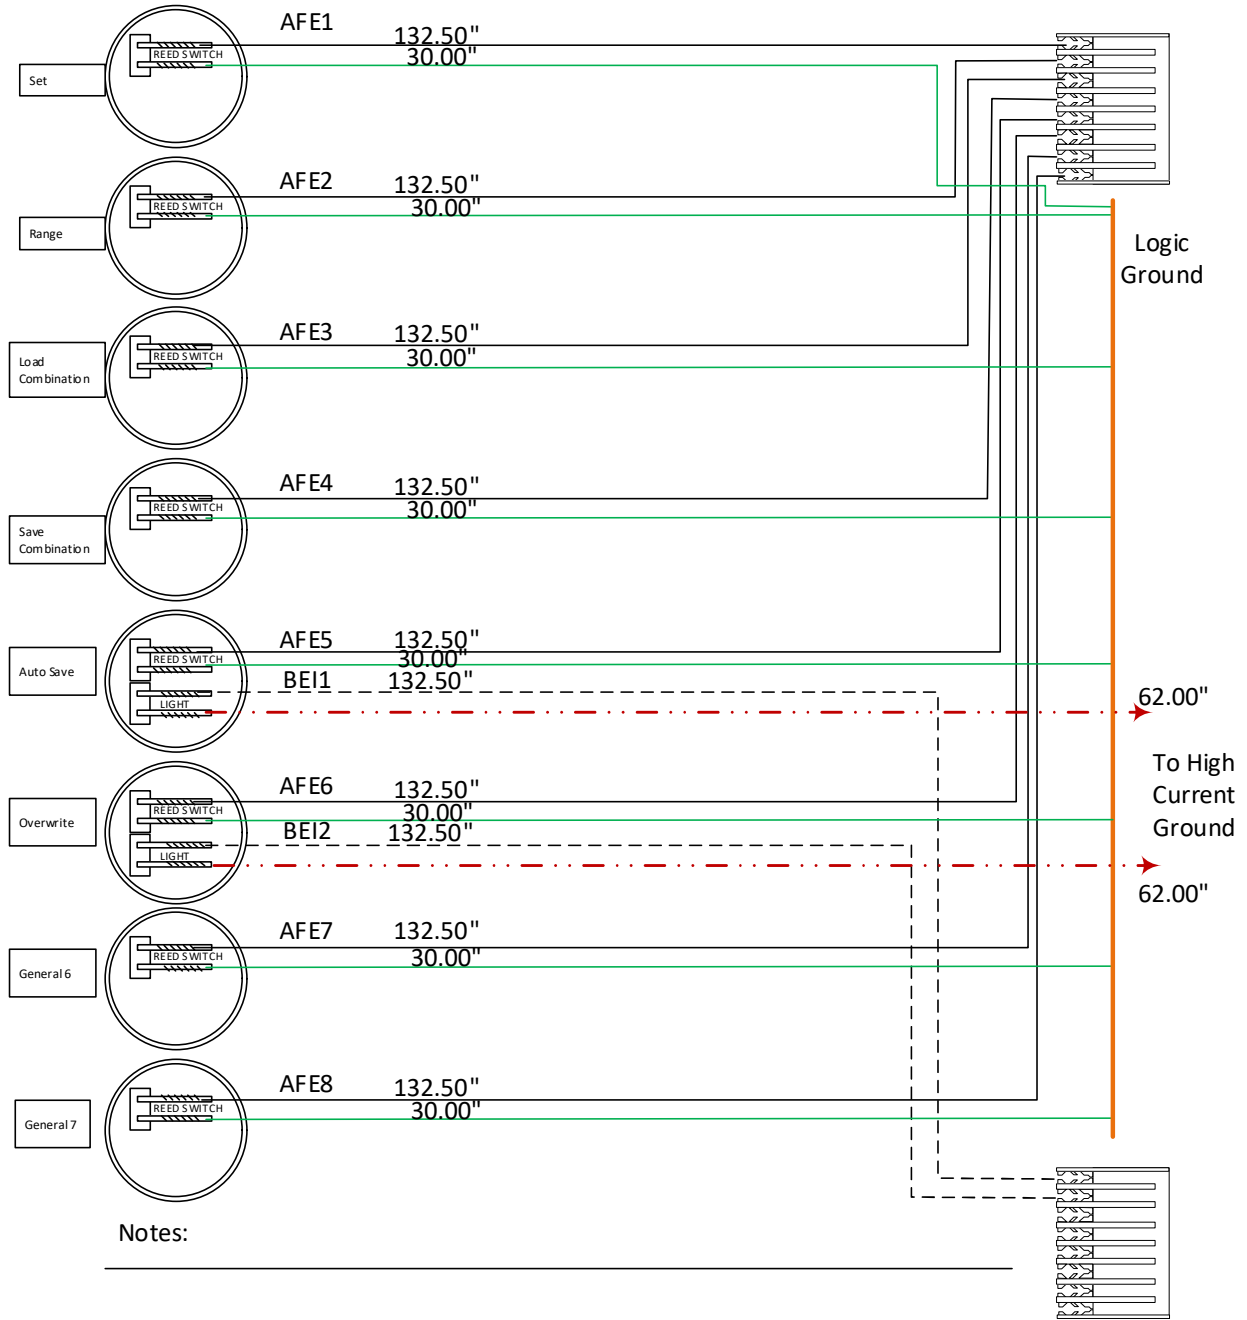 AFE1
132.50"
30.00"
REED SWITCH
Set
AFE2
132.50"
30.00"
REED SWITCH
Range
Logic
Ground
AFE3
132.50"
30.00"
REED SWITCH
Load
Combination
AFE4
132.50"
30.00"
REED SWITCH
Save
Combination
AFE5
132.50"
30.00"
REED SWITCH
Auto Save
BEI1
132.50"
LIGHT
62.00"
To High
Current
Ground
AFE6
132.50"
30.00"
REED SWITCH
Overwrite
BEI2
132.50"
LIGHT
62.00"
AFE7
132.50"
30.00"
REED SWITCH
General 6
AFE8
132.50"
30.00"
REED SWITCH
General 7
Notes: